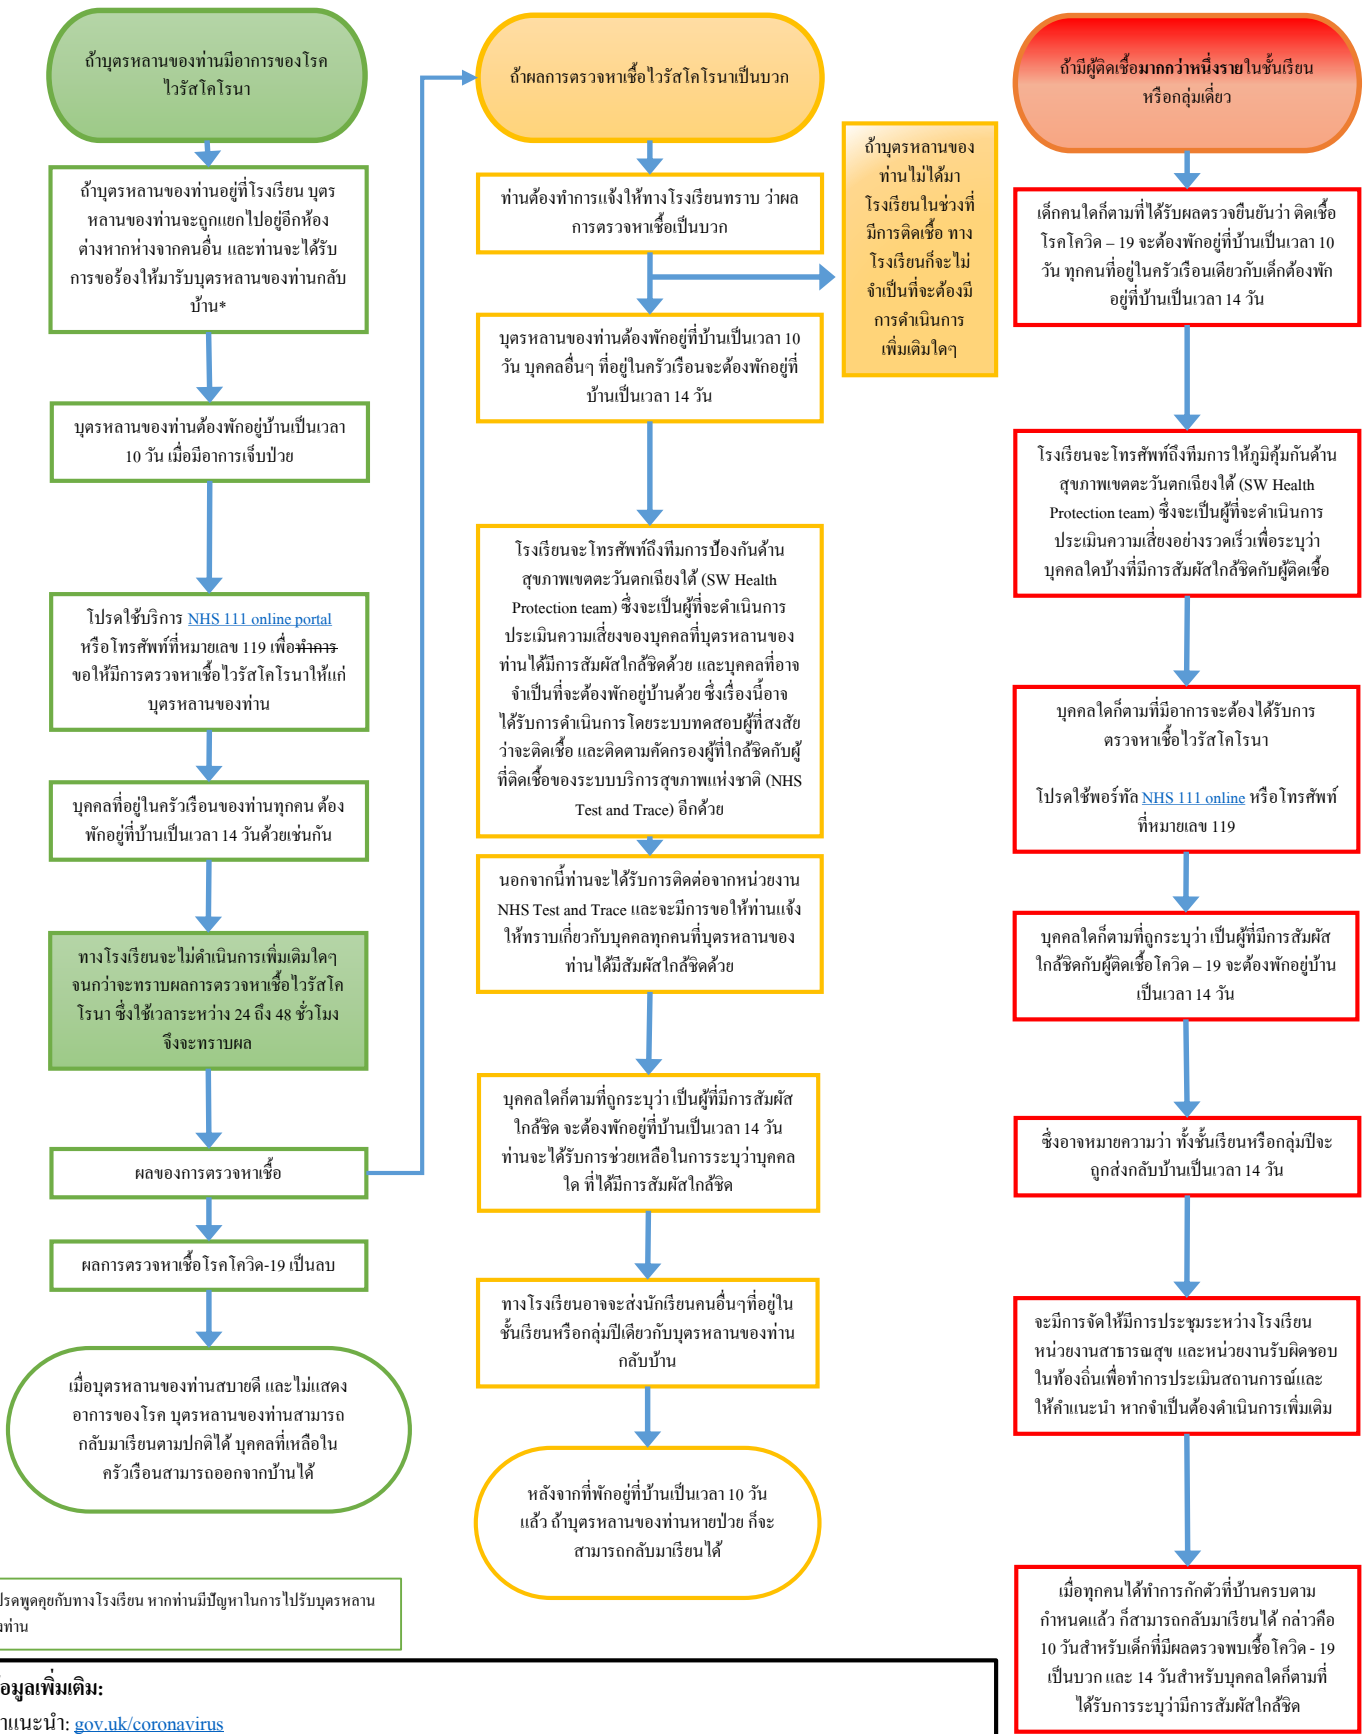 ถ้าบุตรหลานของท่านมีอาการของโรค
ไวรัสโคโรนา
ถ้าบุตรหลานของท่านอยู่ที่โรงเรียน บุตร
หลานของท่านจะถูกแยกไปอยู่อีกห้อง
ต่างหากห่างจากคนอื่น และท่านจะได้รับ
การขอร้องให้มารับบุตรหลานของท่านกลับ
บ้าน*
บุตรหลานของท่านต้องพักอยู่บ้านเป็นเวลา
10 วัน เมื่อมีอาการเจ็บป่วย
โปรดใช้บริการ NHS 111 online portal
หรือโทรศัพท์ที่หมายเลข 119 เพื่อทำการ
ขอให้มีการตรวจหาเชื้อไวรัสโคโรนาให้แก่
บุตรหลานของท่าน
บุคคลที่อยู่ในครัวเรือนของท่านทุกคน ต้อง
พักอยู่ที่บ้านเป็นเวลา 14 วันด้วยเช่นกัน
ทางโรงเรียนจะไม่ดำเนินการเพิ่มเติมใดๆ
จนกว่าจะทราบผลการตรวจหาเชื้อไวรัสโค
โรนา ซึ่งใช้เวลาระหว่าง 24 ถึง 48 ชั่วโมง
จึงจะทราบผล
ผลของการตรวจหาเชื้อ
ผลการตรวจหาเชื้อโรคโควิด-19 เป็นลบ
เมื่อบุตรหลานของท่านสบายดี และไม่แสดง
อาการของโรค บุตรหลานของท่านสามารถ
กลับมาเรียนตามปกติได้ บุคคลที่เหลือใน
ครัวเรือนสามารถออกจากบ้านได้
ถ้าผลการตรวจหาเชื้อไวรัสโคโรนาเป็นบวก
ท่านต้องทำการแจ้งให้ทางโรงเรียนทราบ ว่าผล
การตรวจหาเชื้อเป็นบวก
ถ้าบุตรหลานของ
ท่านไม่ได้มา
โรงเรียนในช่วงที่
มีการติดเชื้อ ทาง
โรงเรียนก็จะไม่
จำเป็นที่จะต้องมี
การดำเนินการ
เพิ่มเติมใดๆ
บุตรหลานของท่านต้องพักอยู่ที่บ้านเป็นเวลา 10
วัน บุคคลอื่นๆ ที่อยู่ในครัวเรือนจะต้องพักอยู่ที่
บ้านเป็นเวลา 14 วัน
โรงเรียนจะโทรศัพท์ถึงทีมการป้องกันด้าน
สุขภาพเขตตะวันตกเฉียงใต้ (SW Health
Protection team) ซึ่งจะเป็นผู้ที่จะดำเนินการ
ประเมินความเสี่ยงของบุคคลที่บุตรหลานของ
ท่านได้มีการสัมผัสใกล้ชิดด้วย และบุคคลที่อาจ
จำเป็นที่จะต้องพักอยู่บ้านด้วย ซึ่งเรื่องนี้อาจ
ได้รับการดำเนินการโดยระบบทดสอบผู้ที่สงสัย
ว่าจะติดเชื้อ และติดตามคัดกรองผู้ที่ใกล้ชิดกับผู้
ที่ติดเชื้อของระบบบริการสุขภาพแห่งชาติ (NHS
Test and Trace) อีกด้วย
นอกจากนี้ท่านจะได้รับการติดต่อจากหน่วยงาน
NHS Test and Trace และจะมีการขอให้ท่านแจ้ง
ให้ทราบเกี่ยวกับบุคคลทุกคนที่บุตรหลานของ
ท่านได้มีสัมผัสใกล้ชิดด้วย
บุคคลใดก็ตามที่ถูกระบุว่า เป็นผู้ที่มีการสัมผัส
ใกล้ชิด จะต้องพักอยู่ที่บ้านเป็นเวลา 14 วัน
ท่านจะได้รับการช่วยเหลือในการระบุว่าบุคคล
ใด ที่ได้มีการสัมผัสใกล้ชิด
ทางโรงเรียนอาจจะส่งนักเรียนคนอื่นๆที่อยู่ใน
ชั้นเรียนหรือกลุ่มปีเดียวกับบุตรหลานของท่าน
กลับบ้าน
หลังจากที่พักอยู่ที่บ้านเป็นเวลา 10 วัน
แล้ว ถ้าบุตรหลานของท่านหายป่วย ก็จะ
สามารถกลับมาเรียนได้
ถ้ามีผู้ติดเชื้อมากกว่าหนึ่งรายในชั้นเรียน
หรือกลุ่มเดี่ยว
เด็กคนใดก็ตามที่ได้รับผลตรวจยืนยันว่า ติดเชื้อ
โรคโควิด – 19 จะต้องพักอยู่ที่บ้านเป็นเวลา 10
วัน ทุกคนที่อยู่ในครัวเรือนเดียวกับเด็กต้องพัก
อยู่ที่บ้านเป็นเวลา 14 วัน
โรงเรียนจะโทรศัพท์ถึงทีมการให้ภูมิคุ้มกันด้าน
สุขภาพเขตตะวันตกเฉียงใต้ (SW Health
Protection team) ซึ่งจะเป็นผู้ที่จะดำเนินการ
ประเมินความเสี่ยงอย่างรวดเร็วเพื่อระบุว่า
บุคคลใดบ้างที่มีการสัมผัสใกล้ชิดกับผู้ติดเชื้อ
บุคคลใดก็ตามที่มีอาการจะต้องได้รับการ
ตรวจหาเชื้อไวรัสโคโรนา
โปรดใช้พอร์ทัล NHS 111 online หรือโทรศัพท์
ที่หมายเลข 119
บุคคลใดก็ตามที่ถูกระบุว่า เป็นผู้ที่มีการสัมผัส
ใกล้ชิดกับผู้ติดเชื้อโควิด – 19 จะต้องพักอยู่บ้าน
เป็นเวลา 14 วัน
ซึ่งอาจหมายความว่า ทั้งชั้นเรียนหรือกลุ่มปีจะ
ถูกส่งกลับบ้านเป็นเวลา 14 วัน
จะมีการจัดให้มีการประชุมระหว่างโรงเรียน
หน่วยงานสาธารณสุข และหน่วยงานรับผิดชอบ
ในท้องถิ่นเพื่อทำการประเมินสถานการณ์และ
ให้คำแนะนำ หากจำเป็นต้องดำเนินการเพิ่มเติม
เมื่อทุกคนได้ทำการกักตัวที่บ้านครบตาม
กำหนดแล้ว ก็สามารถกลับมาเรียนได้ กล่าวคือ
10 วันสำหรับเด็กที่มีผลตรวจพบเชื้อโควิด - 19
เป็นบวก และ 14 วันสำหรับบุคคลใดก็ตามที่
ได้รับการระบุว่ามีการสัมผัสใกล้ชิด
ปรดพูดคุยกับทางโรงเรียน หากท่านมีปัญหาในการไปรับบุตรหลาน
งท่าน
อมูลเพิ่มเติม:
าแนะนำ: gov.uk/coronavirus